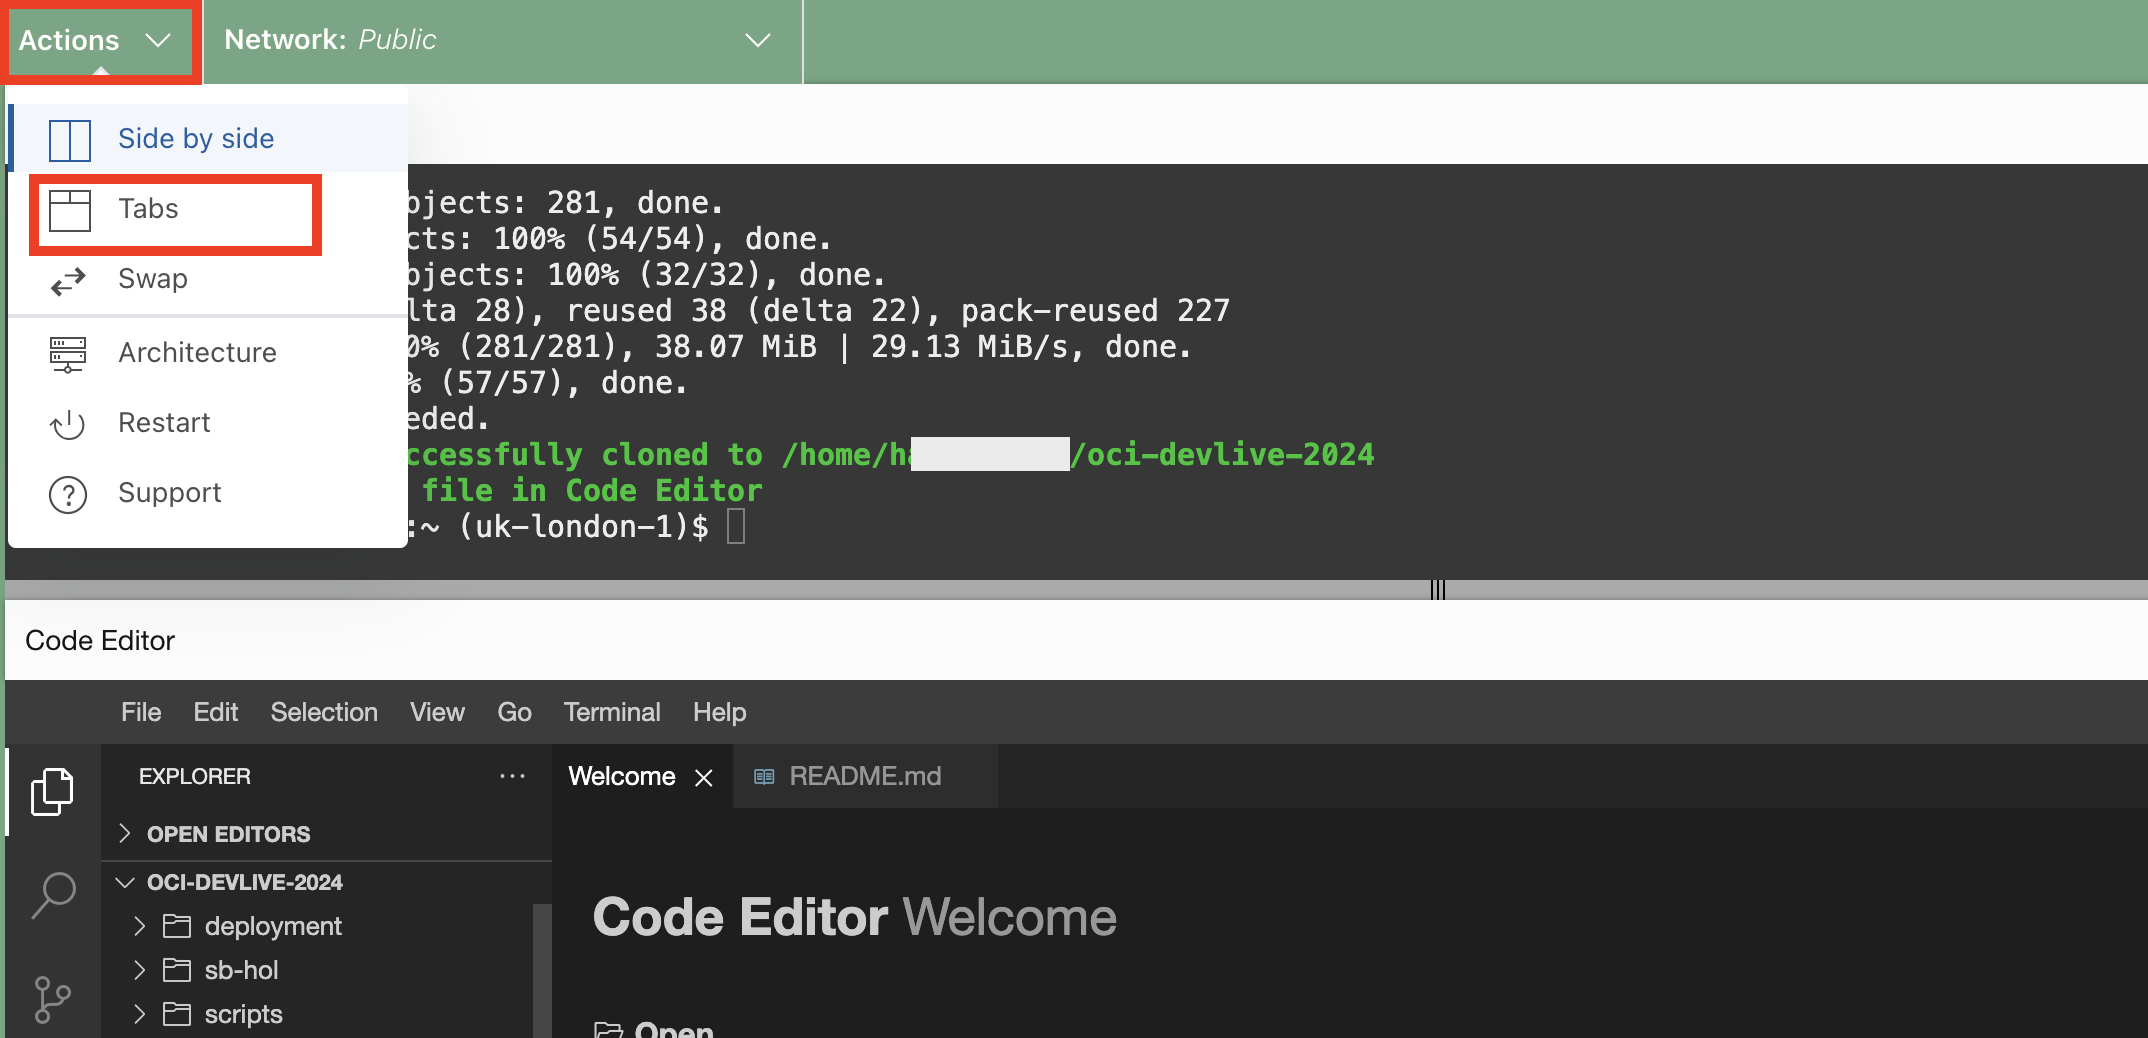 Actions
Network: Public
Side by side
Tabs
Swap
Architecture
Restart
Support
bjects: 281, done.
cts: 100% (54/54), done.
bjects: 100% (32/32), done.
lta 28), reused 38 (delta 22), pack-reused 227
0% (281/281), 38.07 MiB | 29.13 MiB/s, done.
% (57/57), done.
eded.
ccessfully cloned to /home/ha /oci-devlive-2024
file in Code Editor
:~ (uk-london-1)$
Code Editor
File Edit Selection View Go Terminal Help
EXPLORER ···
Welcome README.md
OPEN EDITORS
OCI-DEVLIVE-2024
deployment
sb-hol
scripts
Code Editor Welcome
Open